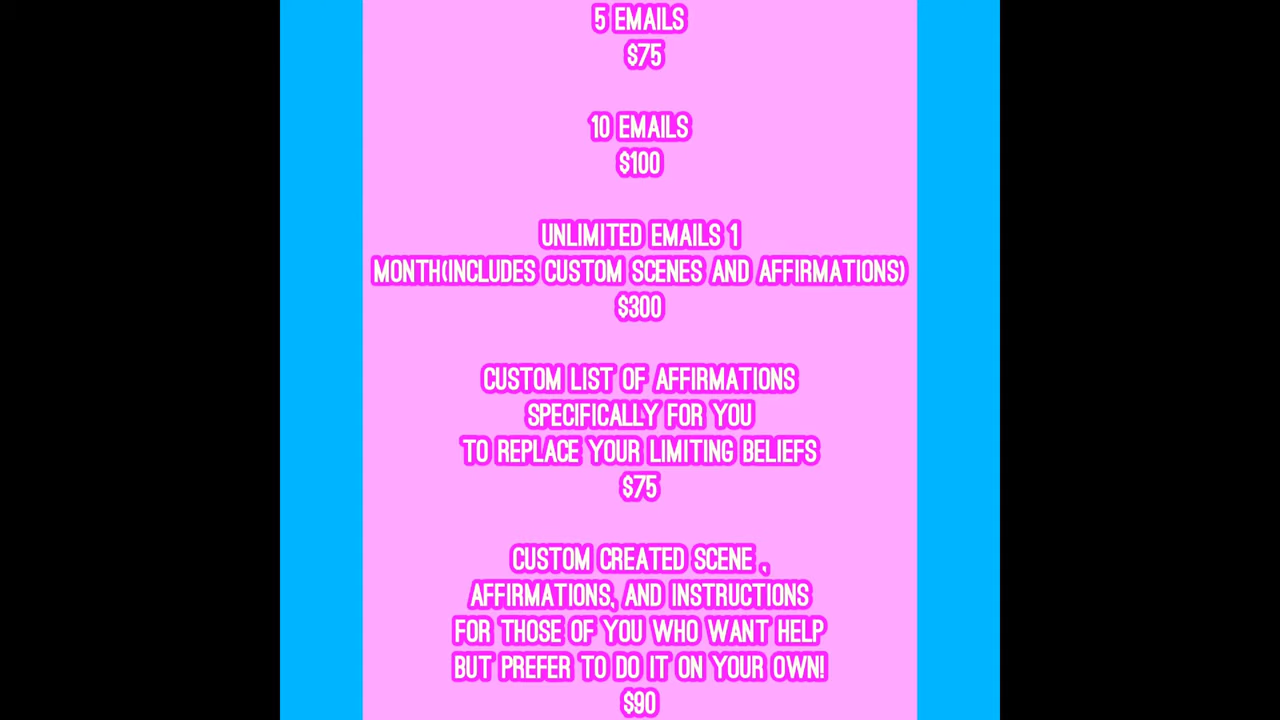 5 EMAILS
$75
10 EMAILS
$100
UNLIMITED EMAILS 1
MONTH(INCLUDES CUSTOM SCENES AND AFFIRMATIONS)
$300
CUSTOM LIST OF AFFIRMATIONS
SPECIFICALLY FOR YOU
TO REPLACE YOUR LIMITING BELIEFS
$75
CUSTOM CREATED SCENE ,
AFFIRMATIONS, AND INSTRUCTIONS
FOR THOSE OF YOU WHO WANT HELP
BUT PREFER TO DO IT ON YOUR OWN!
$90